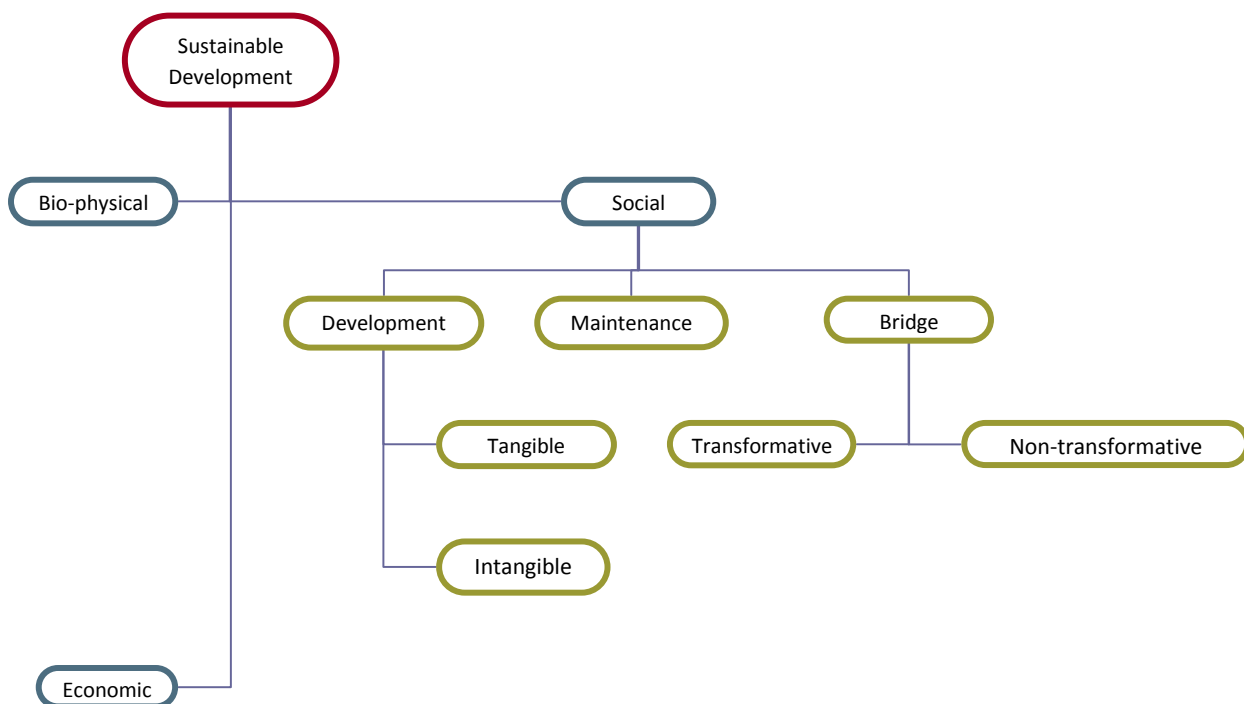 Sustainable
Development
Bio-physical
Social
Development
Maintenance
Bridge
Tangible
Transformative
Non-transformative
Intangible
Economic